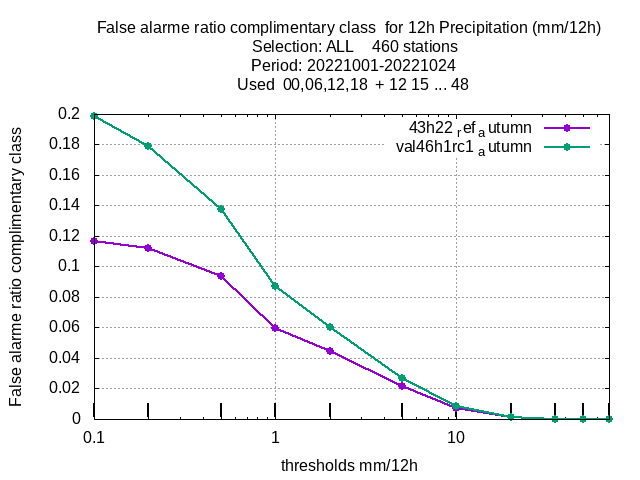 False alarme ratio complimentary class  for 12h Precipitation (mm/12h)
Selection: ALL    460 stations
Period: 20221001-20221024
Used  00,06,12,18  + 12 15 ... 48
43h22 ref autumn
val46h1rc1 autumn
False alarme ratio complimentary class
0.2
0.18
0.16
0.14
0.12
0.1
0.08
0.06
0.04
0.02
0
0.1 1 10
thresholds mm/12h